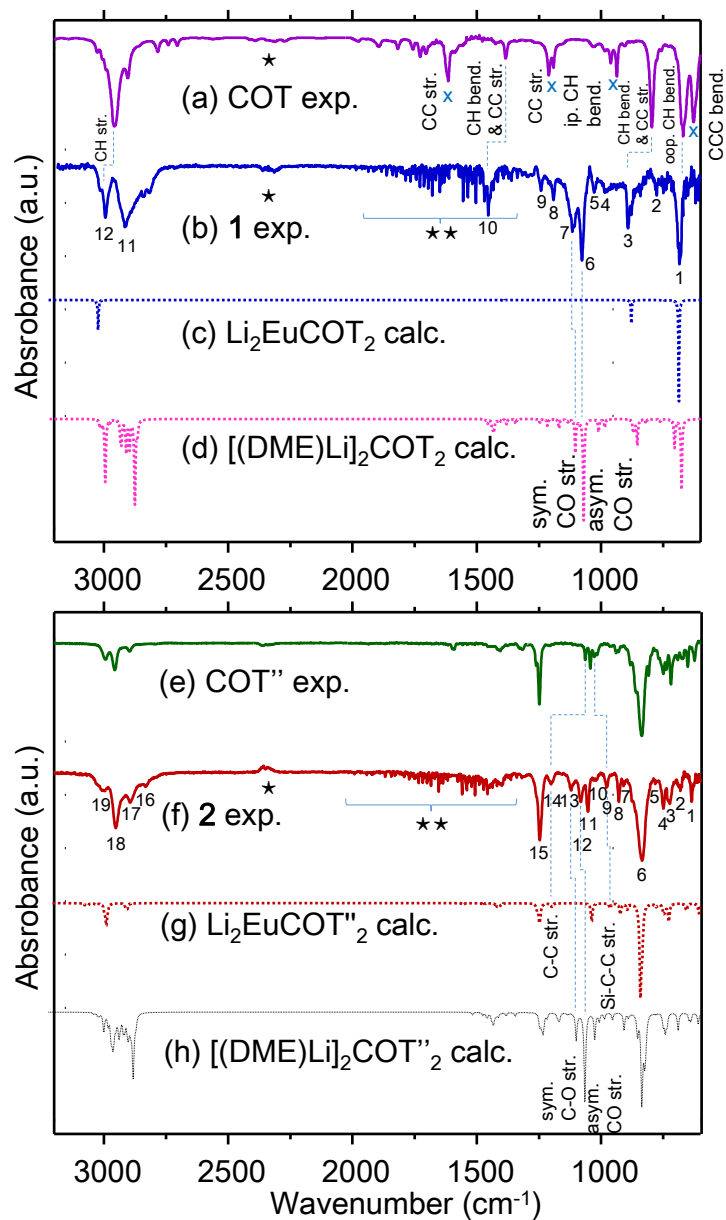 (a) COT exp.
★
CH str.
CC str.
x
CH bend.
& CC str.
CC str.
x
ip. CH
bend.
x
CH bend.
& CC str.
oop. CH bend.
x
CCC bend.
Absrobance (a.u.)
(b) 1 exp.
★
★★
12
11
10
9
8
7
6
5
4
3
2
1
(c) Li2EuCOT2 calc.
(d) [(DME)Li]2COT2 calc.
sym.
CO str.
asym.
CO str.
3000 2500 2000 1500 1000
(e) COT'' exp.
Absrobance (a.u.)
(f) 2 exp.
★
★★
19
18
17
16
15
14
13
12
11
10
9
8
7
6
5
4
3
2
1
(g) Li2EuCOT"2 calc.
C-C str.
Si-C-C str.
(h) [(DME)Li]2COT''2 calc.
sym.
C-O str.
asym.
CO str.
3000 2500 2000 1500 1000
Wavenumber (cm-1)